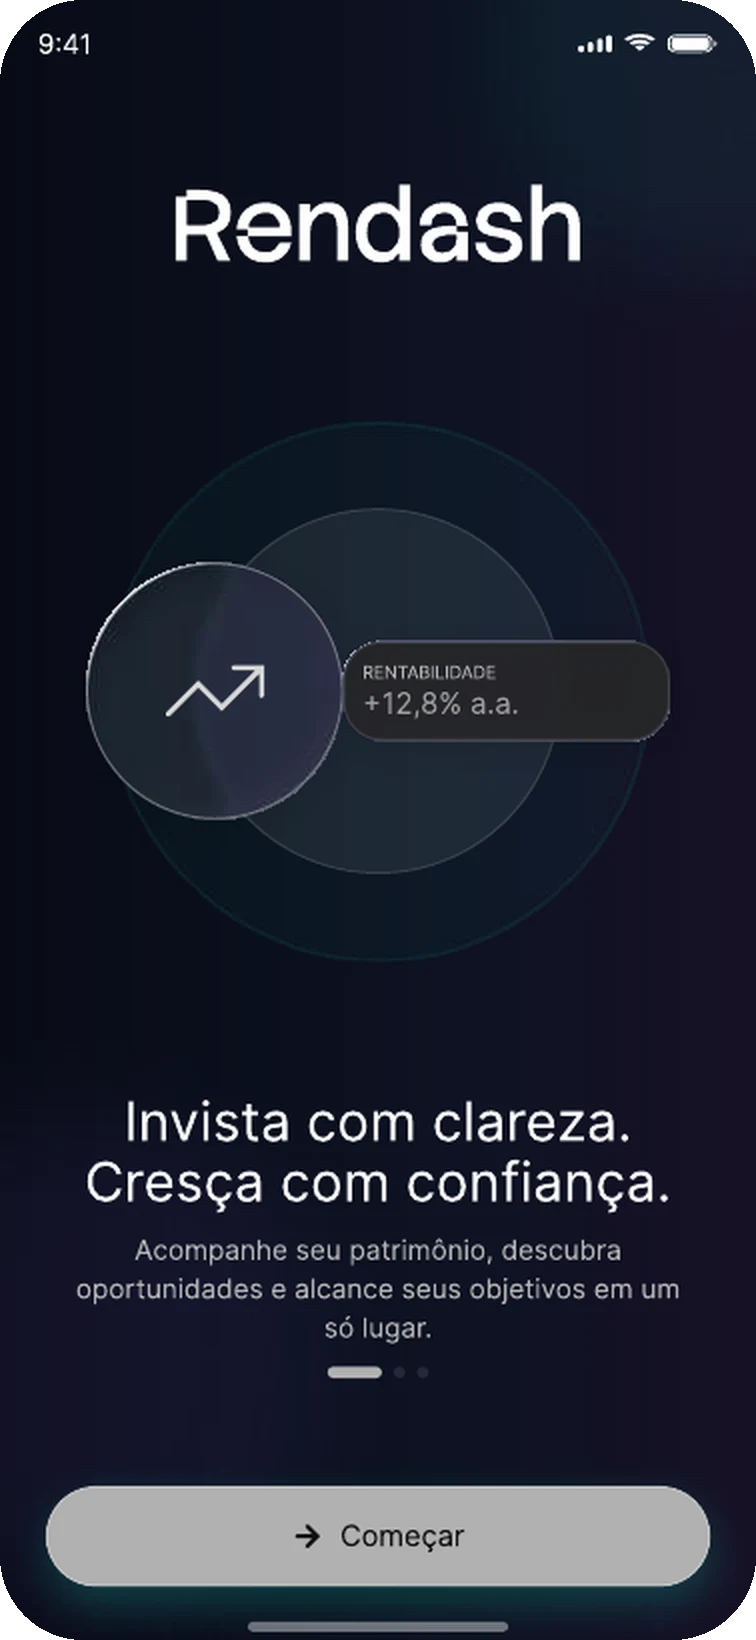 9:41
Rendash
RENTABILIDADE
+12,8% a.a.
Invista com clareza.
Cresça com confiança.
Acompanhe seu patrimônio, descubra
oportunidades e alcance seus objetivos em um
só lugar.
Começar